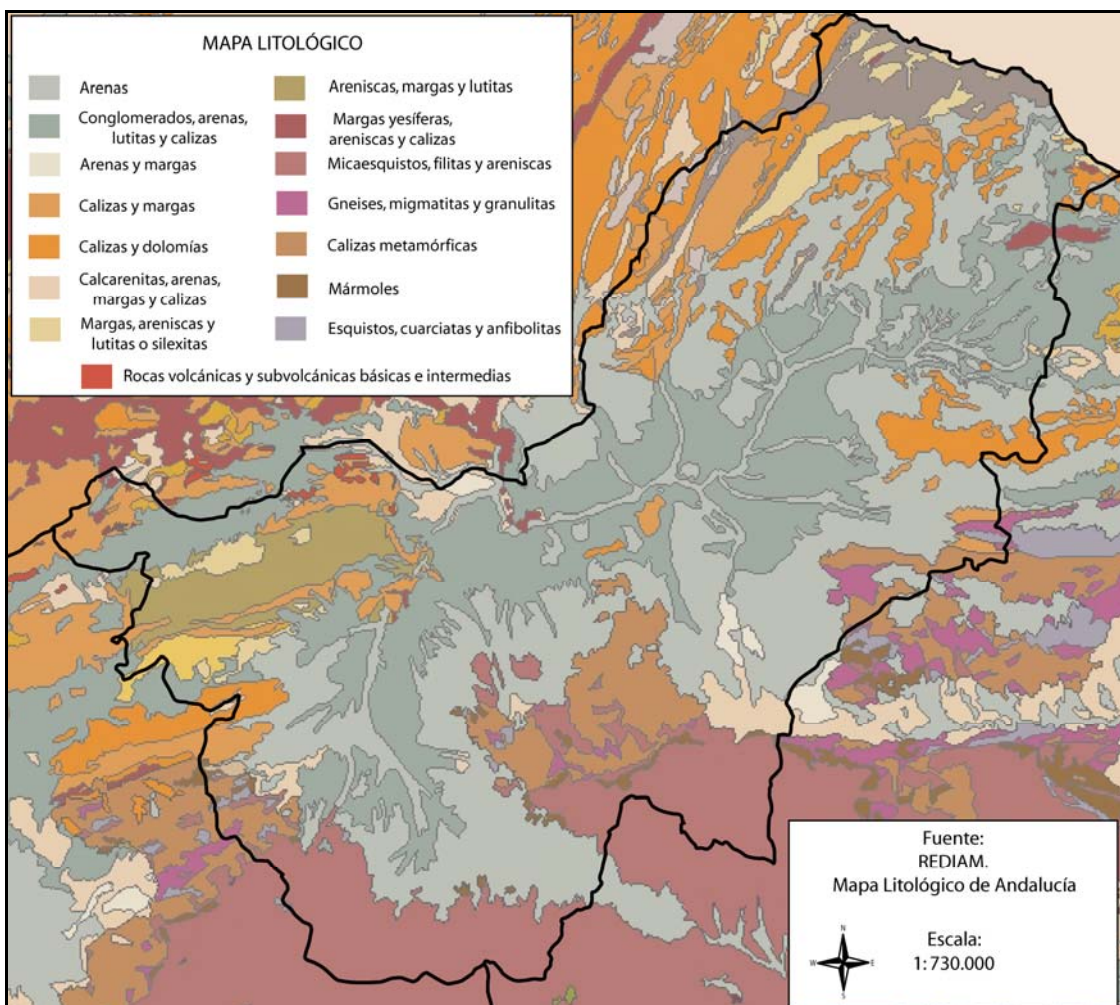 MAPA LITOLÓGICO
Arenas
Conglomerados, arenas,
lutitas y calizas
Arenas y margas
Calizas y margas
Calizas y dolomías
Calcarenitas, arenas,
margas y calizas
Margas, areniscas y
lutitas o silexitas
Areniscas, margas y lutitas
Margas yesíferas,
areniscas y calizas
Micaesquistos, filitas y areniscas
Gneises, migmatitas y granulitas
Calizas metamórficas
Mármoles
Esquistos, cuarciatas y anfibolitas
Rocas volcánicas y subvolcánicas básicas e intermedias
Fuente:
REDIAM.
Mapa Litológico de Andalucía
Escala:
1:730.000
N
W
E
S